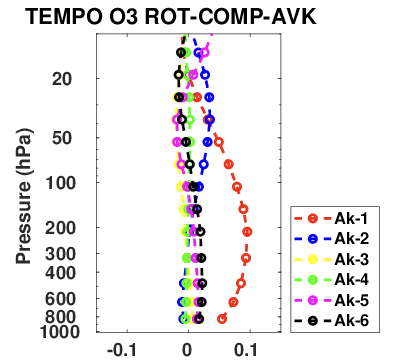 TEMPO O3 ROT-COMP-AVK
Pressure (hPa)
20
50
100
200
300
400
600
800
1000
-0.1
0
0.1
Ak-1
Ak-2
Ak-3
Ak-4
Ak-5
Ak-6